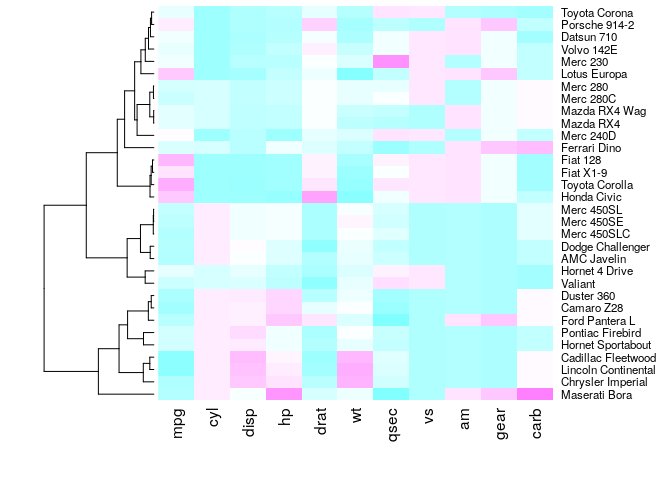 Toyota Corona
Porsche 914-2
Datsun 710
Volvo 142E
Merc 230
Lotus Europa
Merc 280
Merc 280C
Mazda RX4 Wag
Mazda RX4
Merc 240D
Ferrari Dino
Fiat 128
Fiat X1-9
Toyota Corolla
Honda Civic
Merc 450SL
Merc 450SE
Merc 450SLC
Dodge Challenger
AMC Javelin
Hornet 4 Drive
Valiant
Duster 360
Camaro Z28
Ford Pantera L
Pontiac Firebird
Hornet Sportabout
Cadillac Fleetwood
Lincoln Continental
Chrysler Imperial
Maserati Bora
mpg
cyl
disp
hp
drat
wt
qsec
vs
am
gear
carb